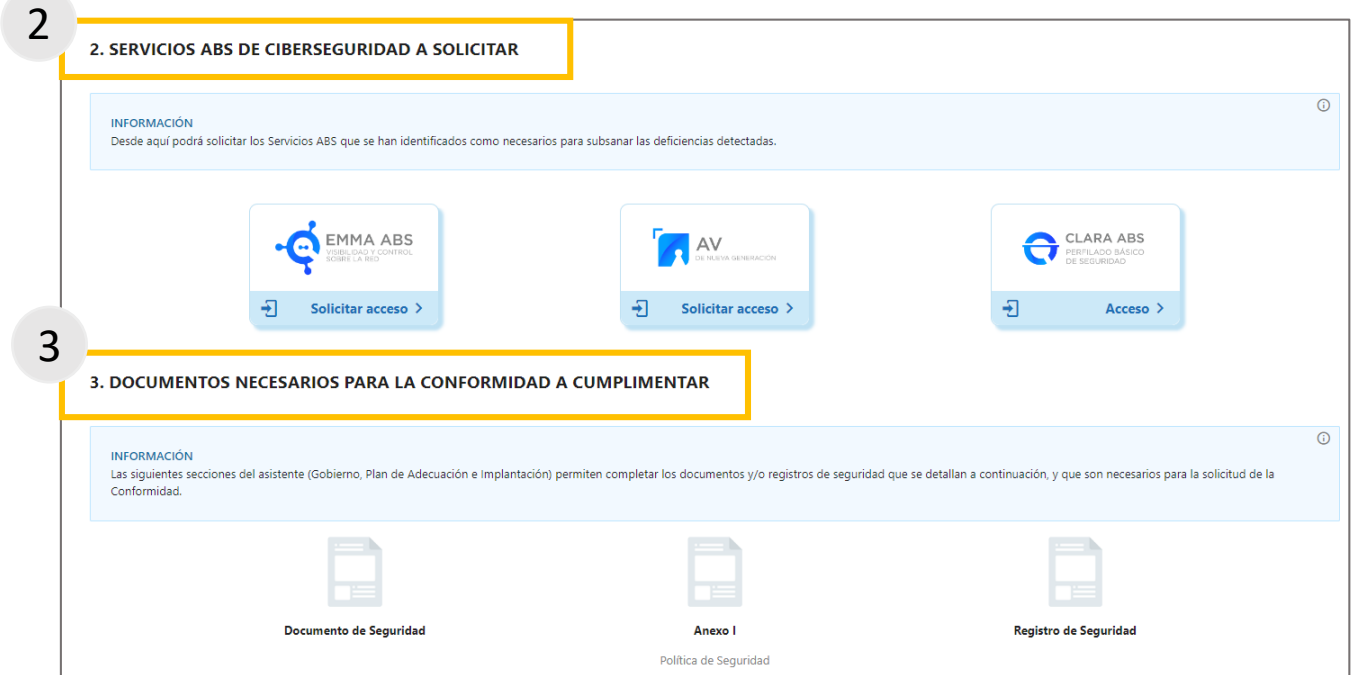 2
2. SERVICIOS ABS DE CIBERSEGURIDAD A SOLICITAR
INFORMACIÓN
Desde aquí podrá solicitar los Servicios ABS que se han identificados como necesarios para subsanar las deficiencias detectadas.
EMMA ABS
VISIBILIDAD Y CONTROL
SOBRE LA RED
Solicitar acceso >
AV
DE NUEVA GENERACIÓN
Solicitar acceso >
CLARA ABS
PERFILADO BÁSICO
DE SEGURIDAD
Acceso >
3
3. DOCUMENTOS NECESARIOS PARA LA CONFORMIDAD A CUMPLIMENTAR
INFORMACIÓN
Las siguientes secciones del asistente (Gobierno, Plan de Adecuación e Implantación) permiten completar los documentos y/o registros de seguridad que se detallan a continuación, y que son necesarios para la solicitud de la
Conformidad.
Documento de Seguridad
Anexo I
Política de Seguridad
Registro de Seguridad